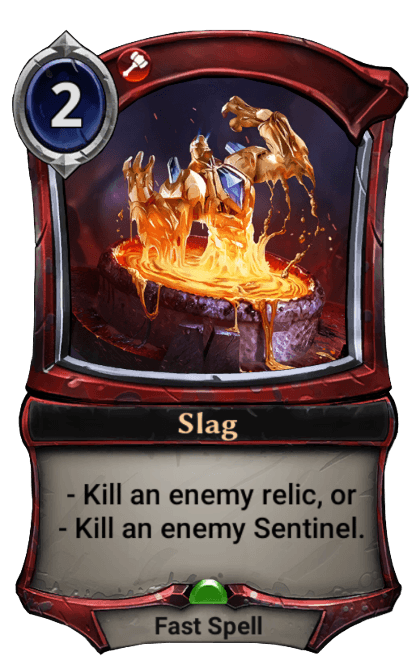 2
Slag
- Kill an enemy relic, or
- Kill an enemy Sentinel.
Fast Spell